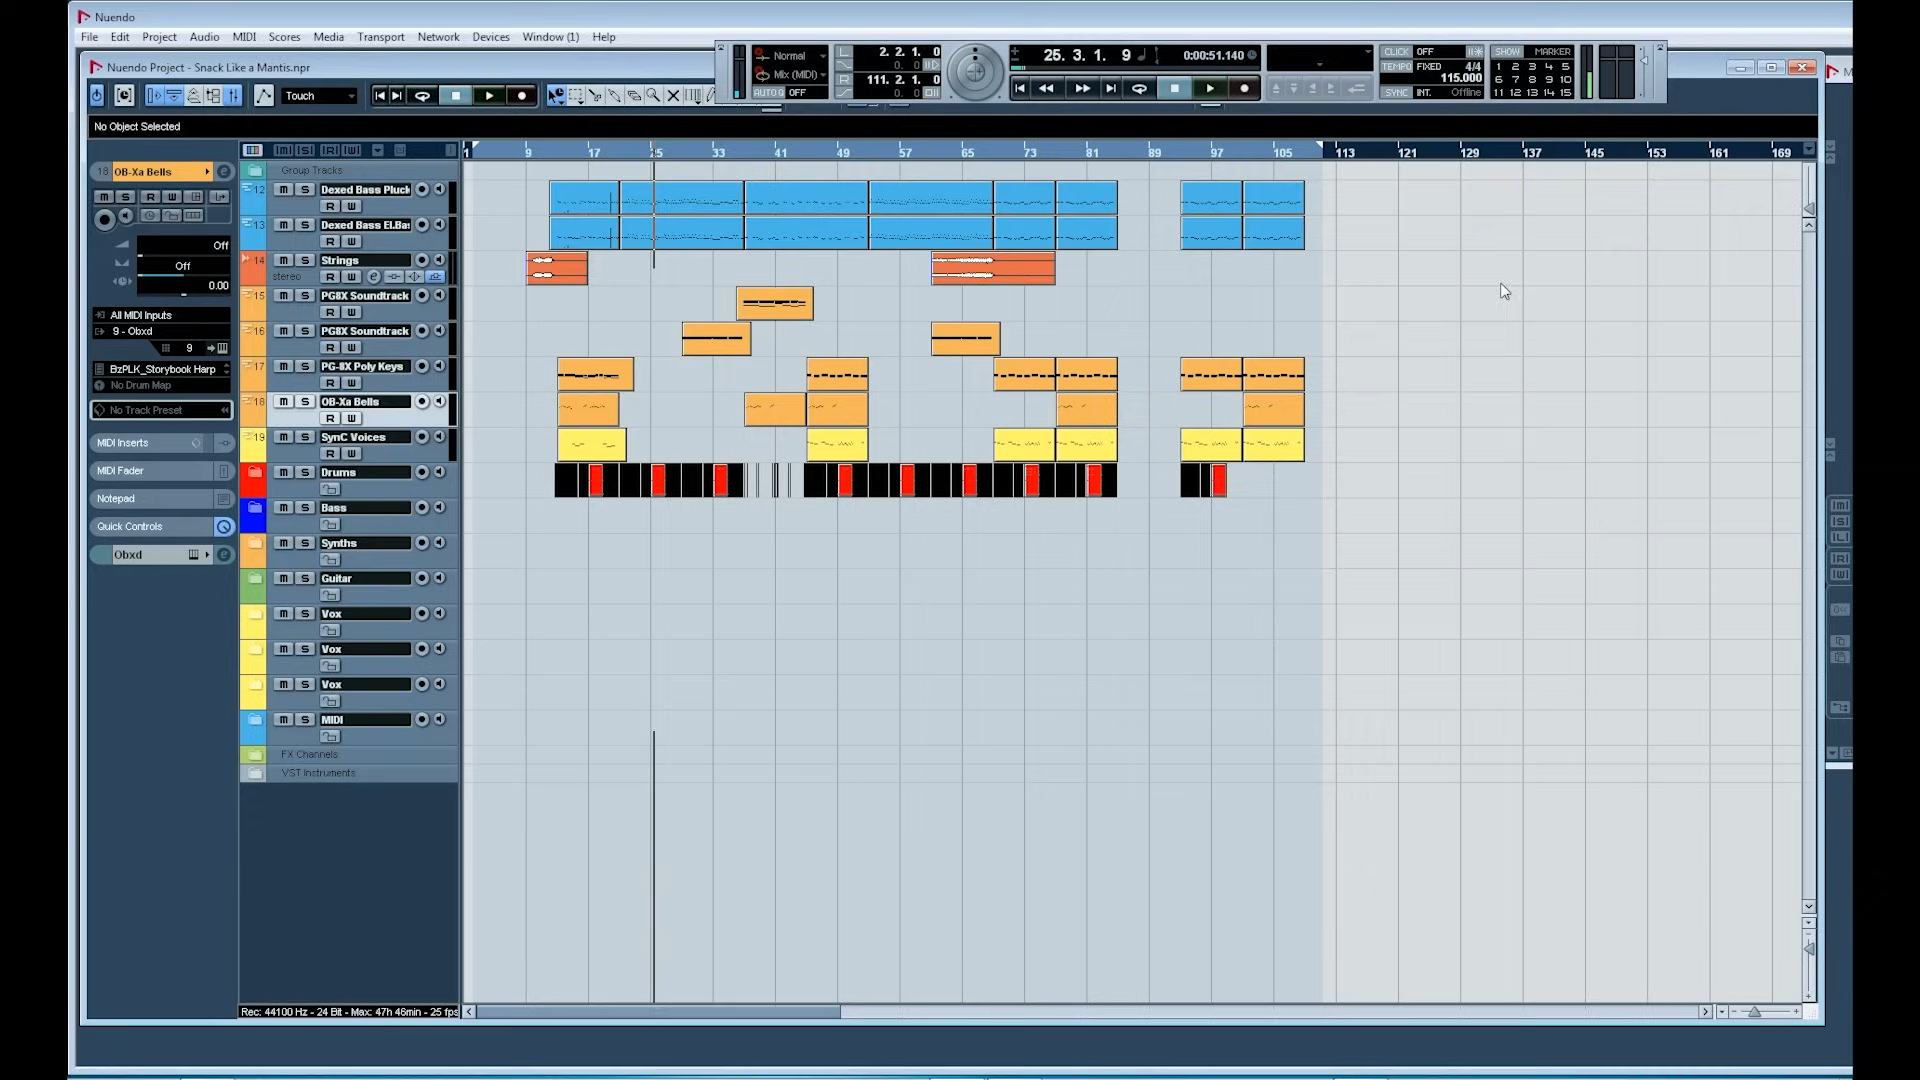 Nuendo
File Edit Project Audio MIDI Scores Media Transport Network Devices Window (1) Help
Nuendo Project - Snack Like a Mantis.npr
Touch
Normal
Mix (MIDI)
AUTO Q OFF
L 2. 2. 1. 0
0. 0
R 111. 2. 1. 0
0. 0
25. 3. 1. 9 0:00:51.140
CLICK OFF
TEMPO FIXED 4/4
115.000
SYNC INT. Offline
SHOW MARKER
1 2 3 4 5
6 7 8 9 10
11 12 13 14 15
No Object Selected
1 9 17 25 33 41 49 57 65 73 81 89 97 105 113 121 129 137 145 153 161 169
18 OB-Xa Bells
m S R W
Off
Off
0.00
All MIDI Inputs
9 - Obxd
9
BzPLK_Storybook Harp
No Drum Map
No Track Preset
MIDI Inserts
MIDI Fader
Notepad
Quick Controls
Obxd
Group Tracks
12 m S Dexed Bass Pluck
R W
13 m S Dexed Bass El.Bas
R W
14 m S Strings
stereo R W
15 m S PG8X Soundtrack
R W
16 m S PG8X Soundtrack
R W
17 m S PG-8X Poly Keys
R W
18 m S OB-Xa Bells
R W
19 m S SynC Voices
R W
m S Drums
m S Bass
m S Synths
m S Guitar
m S Vox
m S Vox
m S Vox
m S MIDI
FX Channels
VST Instruments
Rec: 44100 Hz - 24 Bit - Max: 47h 46min - 25 fps